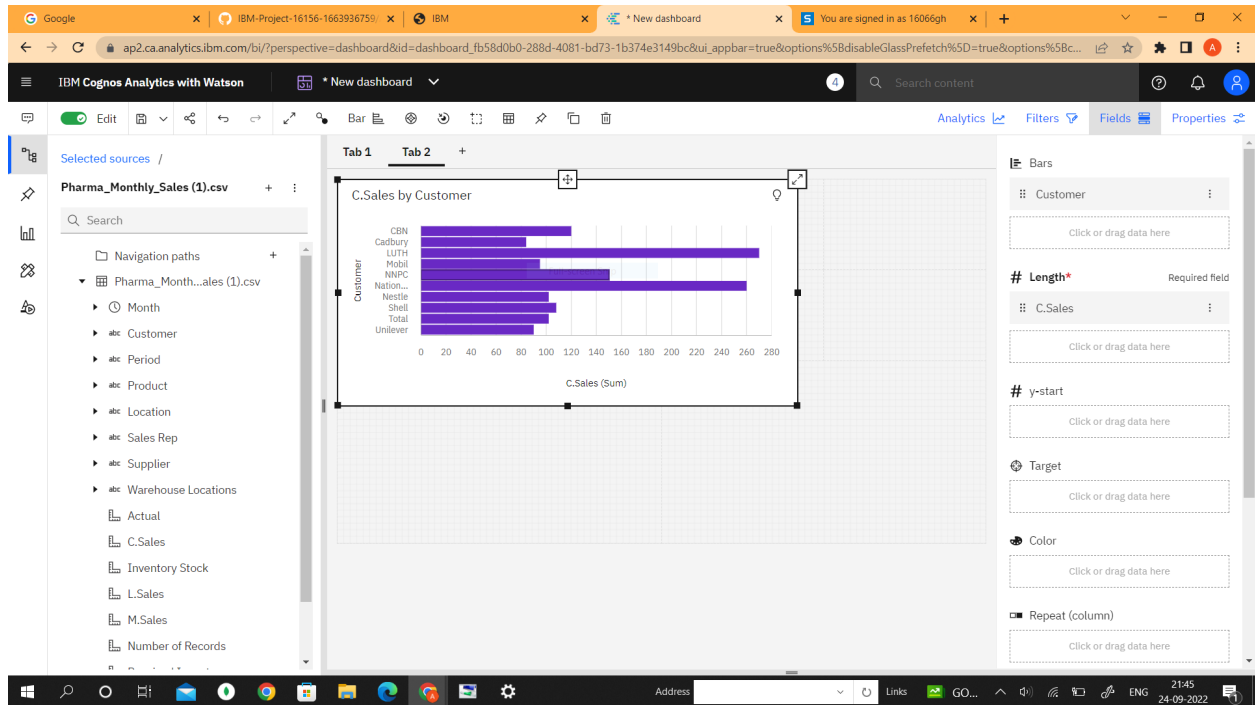 Google
IBM-Project-16156-1663936759/
IBM
* New dashboard
You are signed in as 16066gh
ap2.ca.analytics.ibm.com/bi/?perspective=dashboard&id=dashboard_fb58d0b0-288d-4081-bd73-1b374e3149bc&ui_appbar=true&options%5BdisableGlassPrefetch%5D=true&options%5Bc...
A
IBM Cognos Analytics with Watson
* New dashboard
4
Search content
Edit
Bar
Analytics
Filters
Fields
Properties
Selected sources /
Pharma_Monthly_Sales (1).csv
Search
Navigation paths
Pharma_Month...ales (1).csv
Month
abc Customer
abc Period
abc Product
abc Location
abc Sales Rep
abc Supplier
abc Warehouse Locations
Actual
C.Sales
Inventory Stock
L.Sales
M.Sales
Number of Records
Tab 1
Tab 2
C.Sales by Customer
Customer
CBN
Cadbury
LUTH
Mobil
NNPC
Nation...
Nestle
Shell
Total
Unilever
0 20 40 60 80 100 120 140 160 180 200 220 240 260 280
C.Sales (Sum)
Bars
Customer
Click or drag data here
# Length* Required field
C.Sales
Click or drag data here
# y-start
Click or drag data here
Target
Click or drag data here
Color
Click or drag data here
Repeat (column)
Click or drag data here
Address
Links
GO...
ENG
21:45
24-09-2022
1